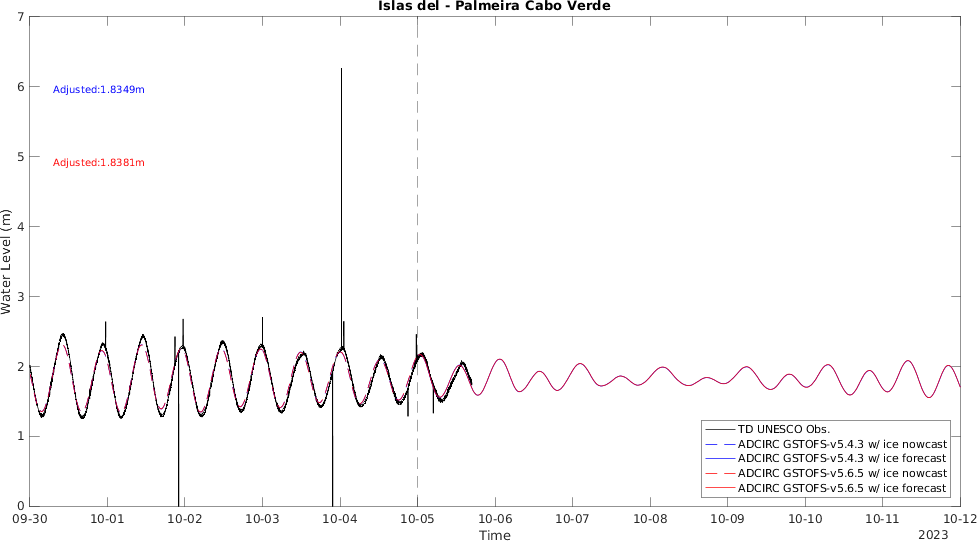 Islas del - Palmeira Cabo Verde
7
6
5
4
3
2
1
0
Water Level (m)
Adjusted:1.8349m
Adjusted:1.8381m
TD UNESCO Obs.
ADCIRC GSTOFS-v5.4.3 w/ ice nowcast
ADCIRC GSTOFS-v5.4.3 w/ ice forecast
ADCIRC GSTOFS-v5.6.5 w/ ice nowcast
ADCIRC GSTOFS-v5.6.5 w/ ice forecast
09-30 10-01 10-02 10-03 10-04 10-05 10-06 10-07 10-08 10-09 10-10 10-11 10-12
Time
2023